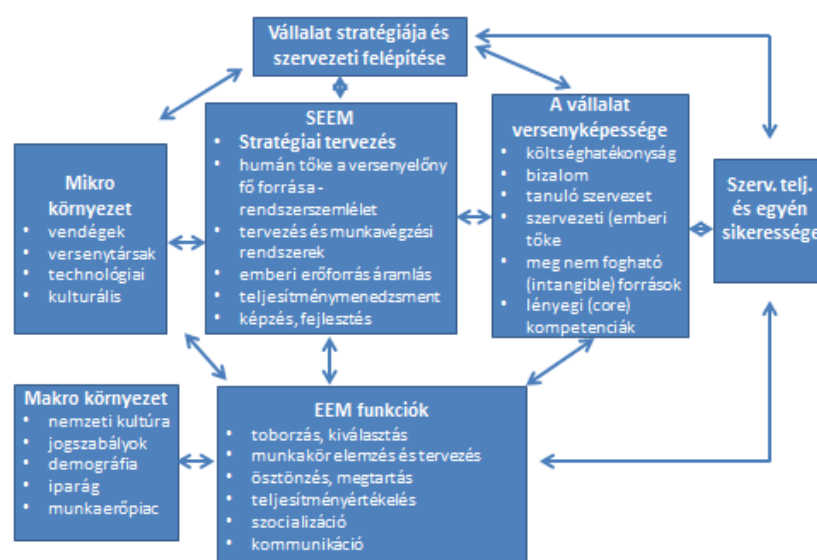 Vállalat stratégiája és
szervezeti felépítése
SEEM
• Stratégiai tervezés
• humán tőke a versenyelőny
fő forrása -
rendszerszemlélet
• tervezés és munkavégzési
rendszerek
• emberi erőforrás áramlás
• teljesítménymenedzsment
• képzés, fejlesztés
A vállalat
versenyképessége
• költséghatékonyság
• bizalom
• tanuló szervezet
• szervezeti (emberi
tőke
• meg nem fogható
(intangible) források
• lényegi (core)
kompetenciák
Mikro
környezet
• vendégek
• versenytársak
• technológiai
• kulturális
Szerv. telj.
és egyén
sikeressége
Makro környezet
• nemzeti kultúra
• jogszabályok
• demográfia
• iparág
• munkaerőpiac
EEM funkciók
• toborzás, kiválasztás
• munkakör elemzés és tervezés
• ösztönzés, megtartás
• teljesítményértékelés
• szocializáció
• kommunikáció